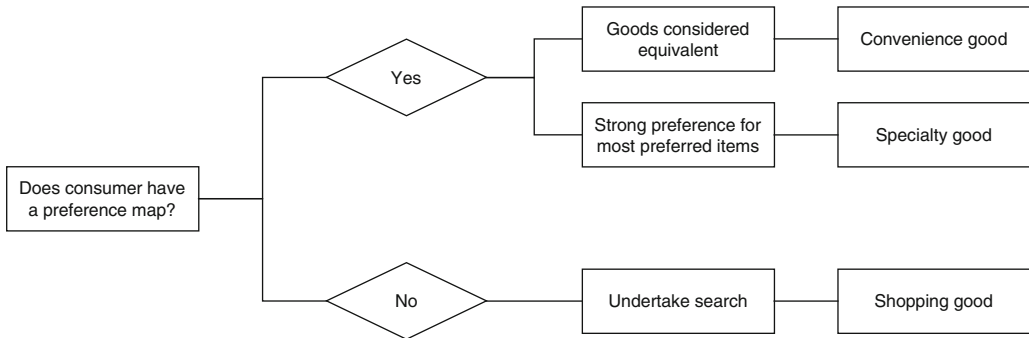 Does consumer have
a preference map?
Yes
Goods considered
equivalent
Convenience good
Strong preference for
most preferred items
Specialty good
No
Undertake search
Shopping good